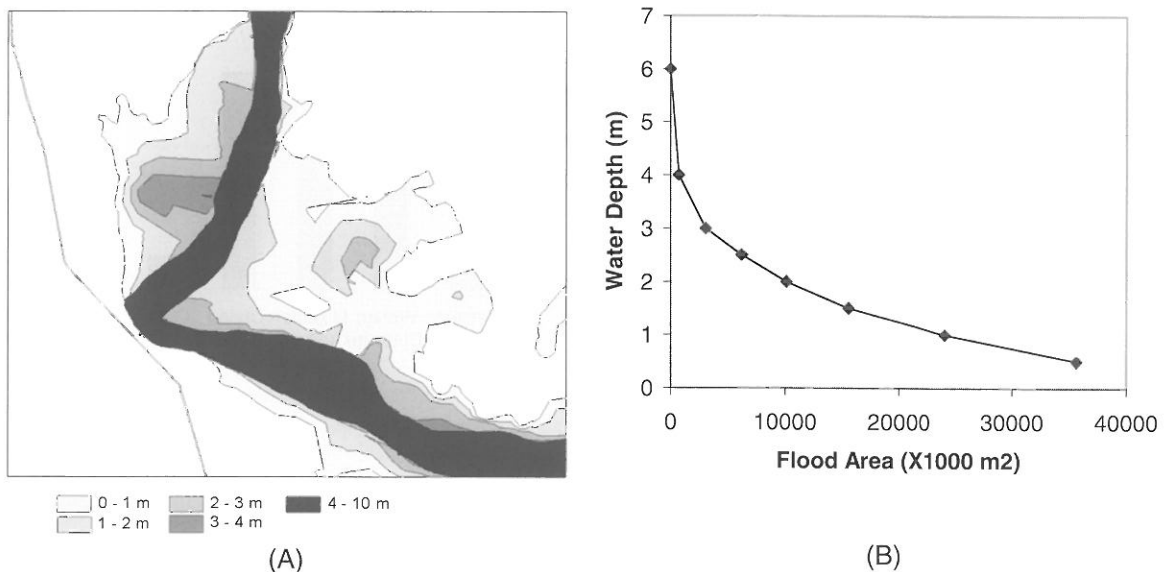 0 - 1 m
1 - 2 m
2 - 3 m
3 - 4 m
4 - 10 m
(A)
Water Depth (m)
7
6
5
4
3
2
1
0
0 10000 20000 30000 40000
Flood Area (X1000 m2)
(B)